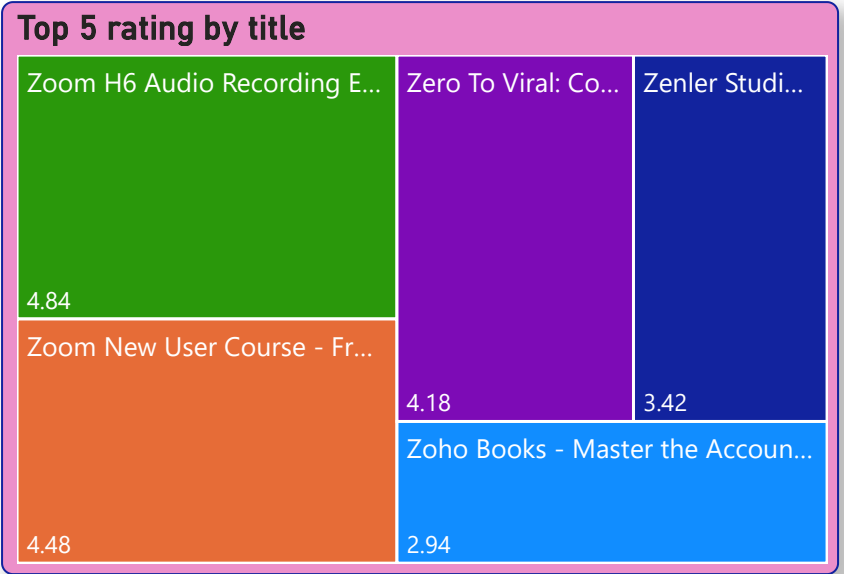 Top 5 rating by title
Zoom H6 Audio Recording E...
4.84
Zoom New User Course - Fr...
4.48
Zero To Viral: Co...
4.18
Zenler Studi...
3.42
Zoho Books - Master the Accoun...
2.94